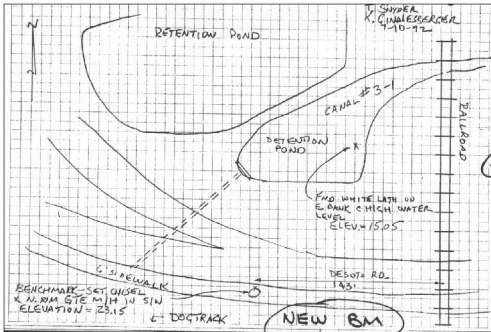 T. SNYDER
K. GINDLESBERGER
9-10-92
RETENTION POND
CANAL #3-1
RAILROAD
DETENTION
POND
FND WHITE LATH ON
E. BANK @ HIGH WATER
LEVEL
ELEV.=15.05
SIDEWALK
DESOTO RD.
143.
BENCHMARK-SET CHISEL
X N. RIM GTE M/H IN S/W
ELEVATION = 23.15
DOGTRACK
NEW BM